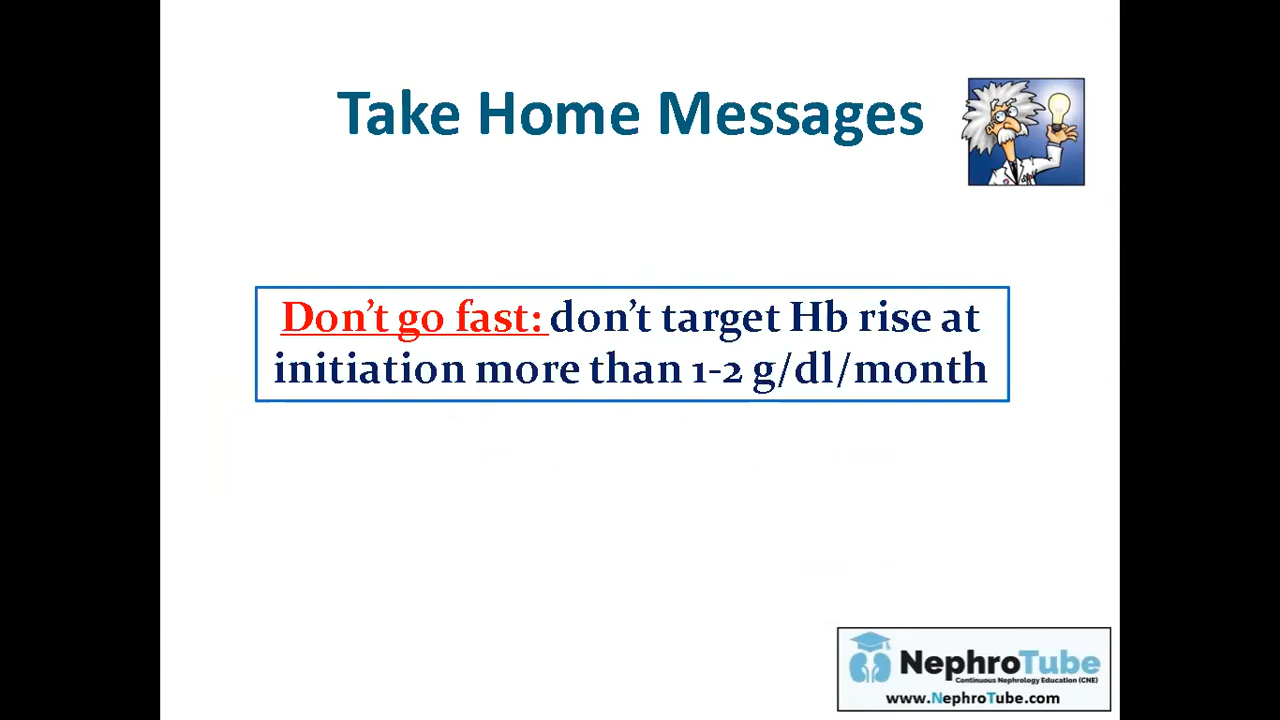 Take Home Messages
Don't go fast: don't target Hb rise at
initiation more than 1-2 g/dl/month
NephroTube
Continuous Nephrology Education (CNE)
www.NephroTube.com